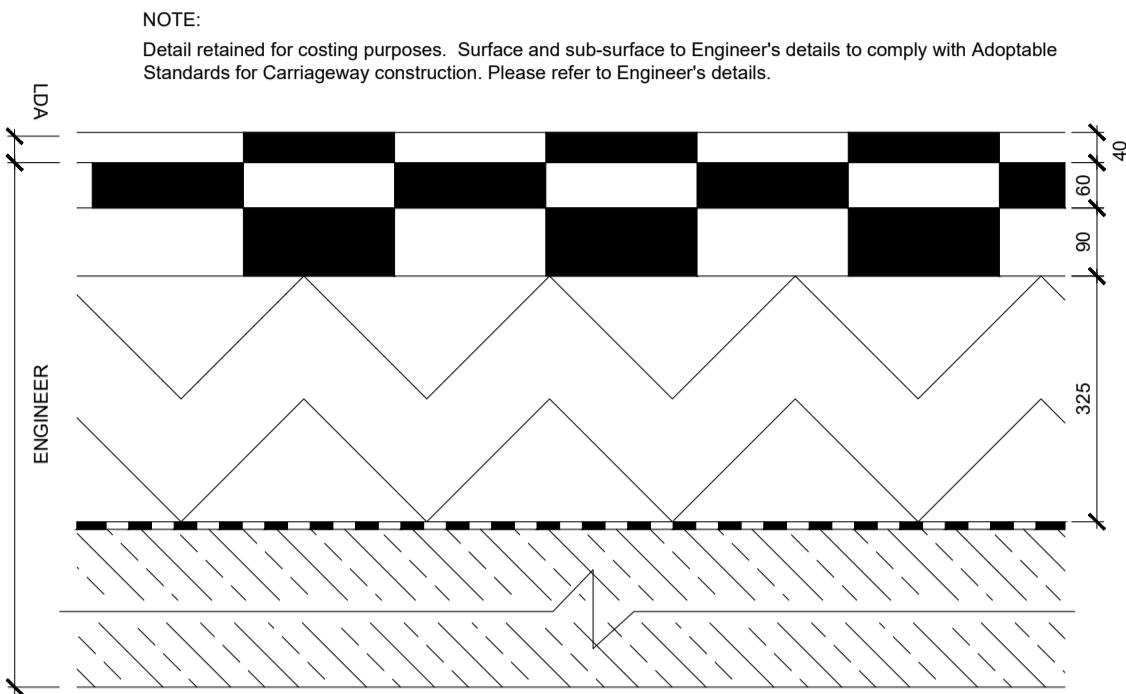 NOTE:
Detail retained for costing purposes.  Surface and sub-surface to Engineer's details to comply with Adoptable
Standards for Carriageway construction. Please refer to Engineer's details.
LDA
40
60
90
ENGINEER
325